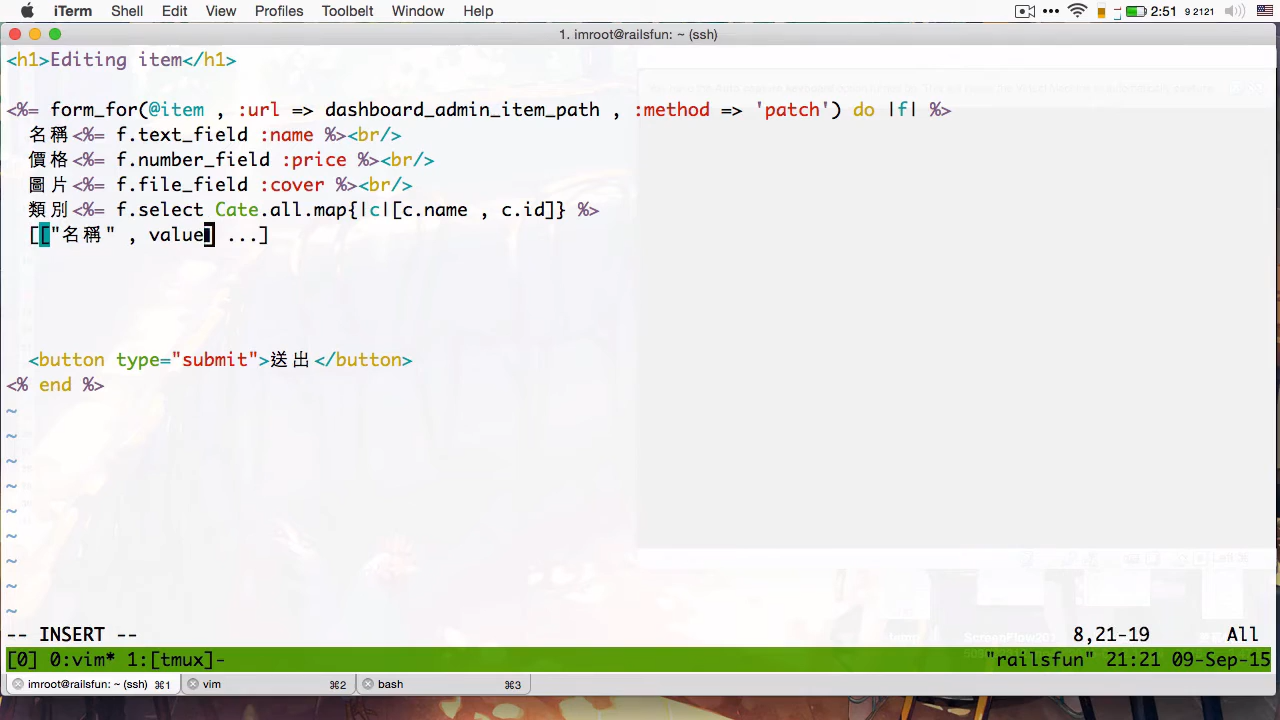 iTerm Shell Edit View Profiles Toolbelt Window Help 2:51 9 2121
1. imroot@railsfun: ~ (ssh)
<h1>Editing item</h1>
<%= form_for(@item , :url => dashboard_admin_item_path , :method => 'patch') do |f| %>
名稱<%= f.text_field :name %><br/>
價格<%= f.number_field :price %><br/>
圖片<%= f.file_field :cover %><br/>
類別<%= f.select Cate.all.map{|c|[c.name , c.id]} %>
[["名稱" , value] ...]
<button type="submit">送出</button>
<% end %>
~
~
~
~
~
~
~
~
~
-- INSERT -- 8,21-19 All
[0] 0:vim* 1:[tmux]- "railsfun" 21:21 09-Sep-15
imroot@railsfun: ~ (ssh) ⌘1 vim ⌘2 bash ⌘3